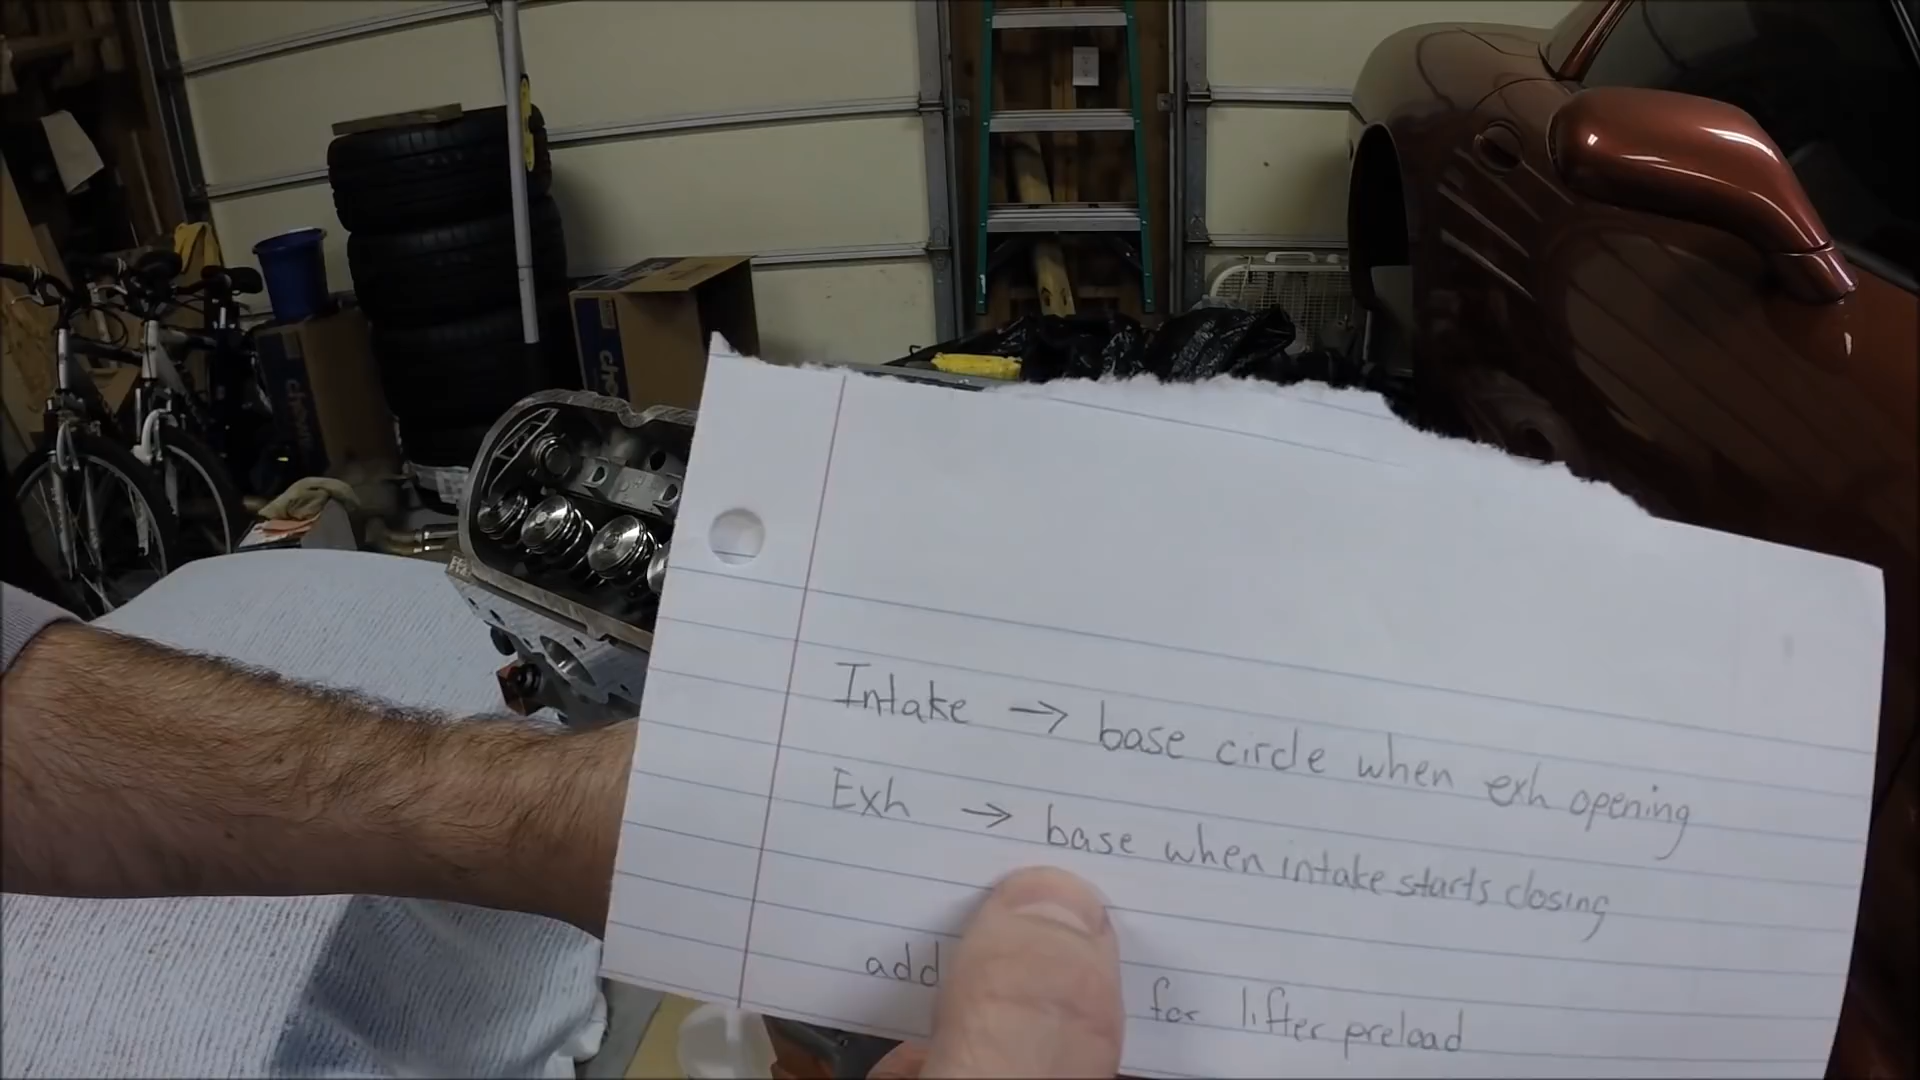 Intake → base circle when exh opening
Exh → base when intake starts closing
add for lifter preload